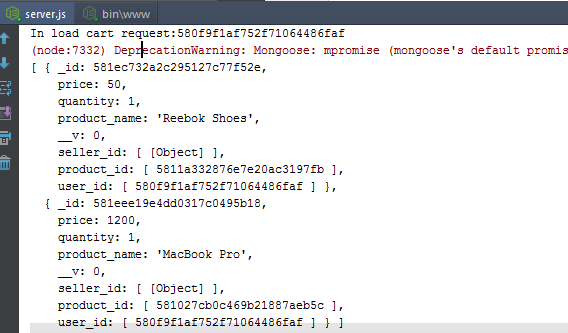 server.js bin\www
In load cart request:580f9f1af752f71064486faf
(node:7332) DeprecationWarning: Mongoose: mpromise (mongoose's default promis
[ { _id: 581ec732a2c295127c77f52e,
price: 50,
quantity: 1,
product_name: 'Reebok Shoes',
__v: 0,
seller_id: [ [Object] ],
product_id: [ 5811a332876e7e20ac3197fb ],
user_id: [ 580f9f1af752f71064486faf ] },
{ _id: 581eee19e4dd0317c0495b18,
price: 1200,
quantity: 1,
product_name: 'MacBook Pro',
__v: 0,
seller_id: [ [Object] ],
product_id: [ 581027cb0c469b21887aeb5c ],
user_id: [ 580f9f1af752f71064486faf ] } ]